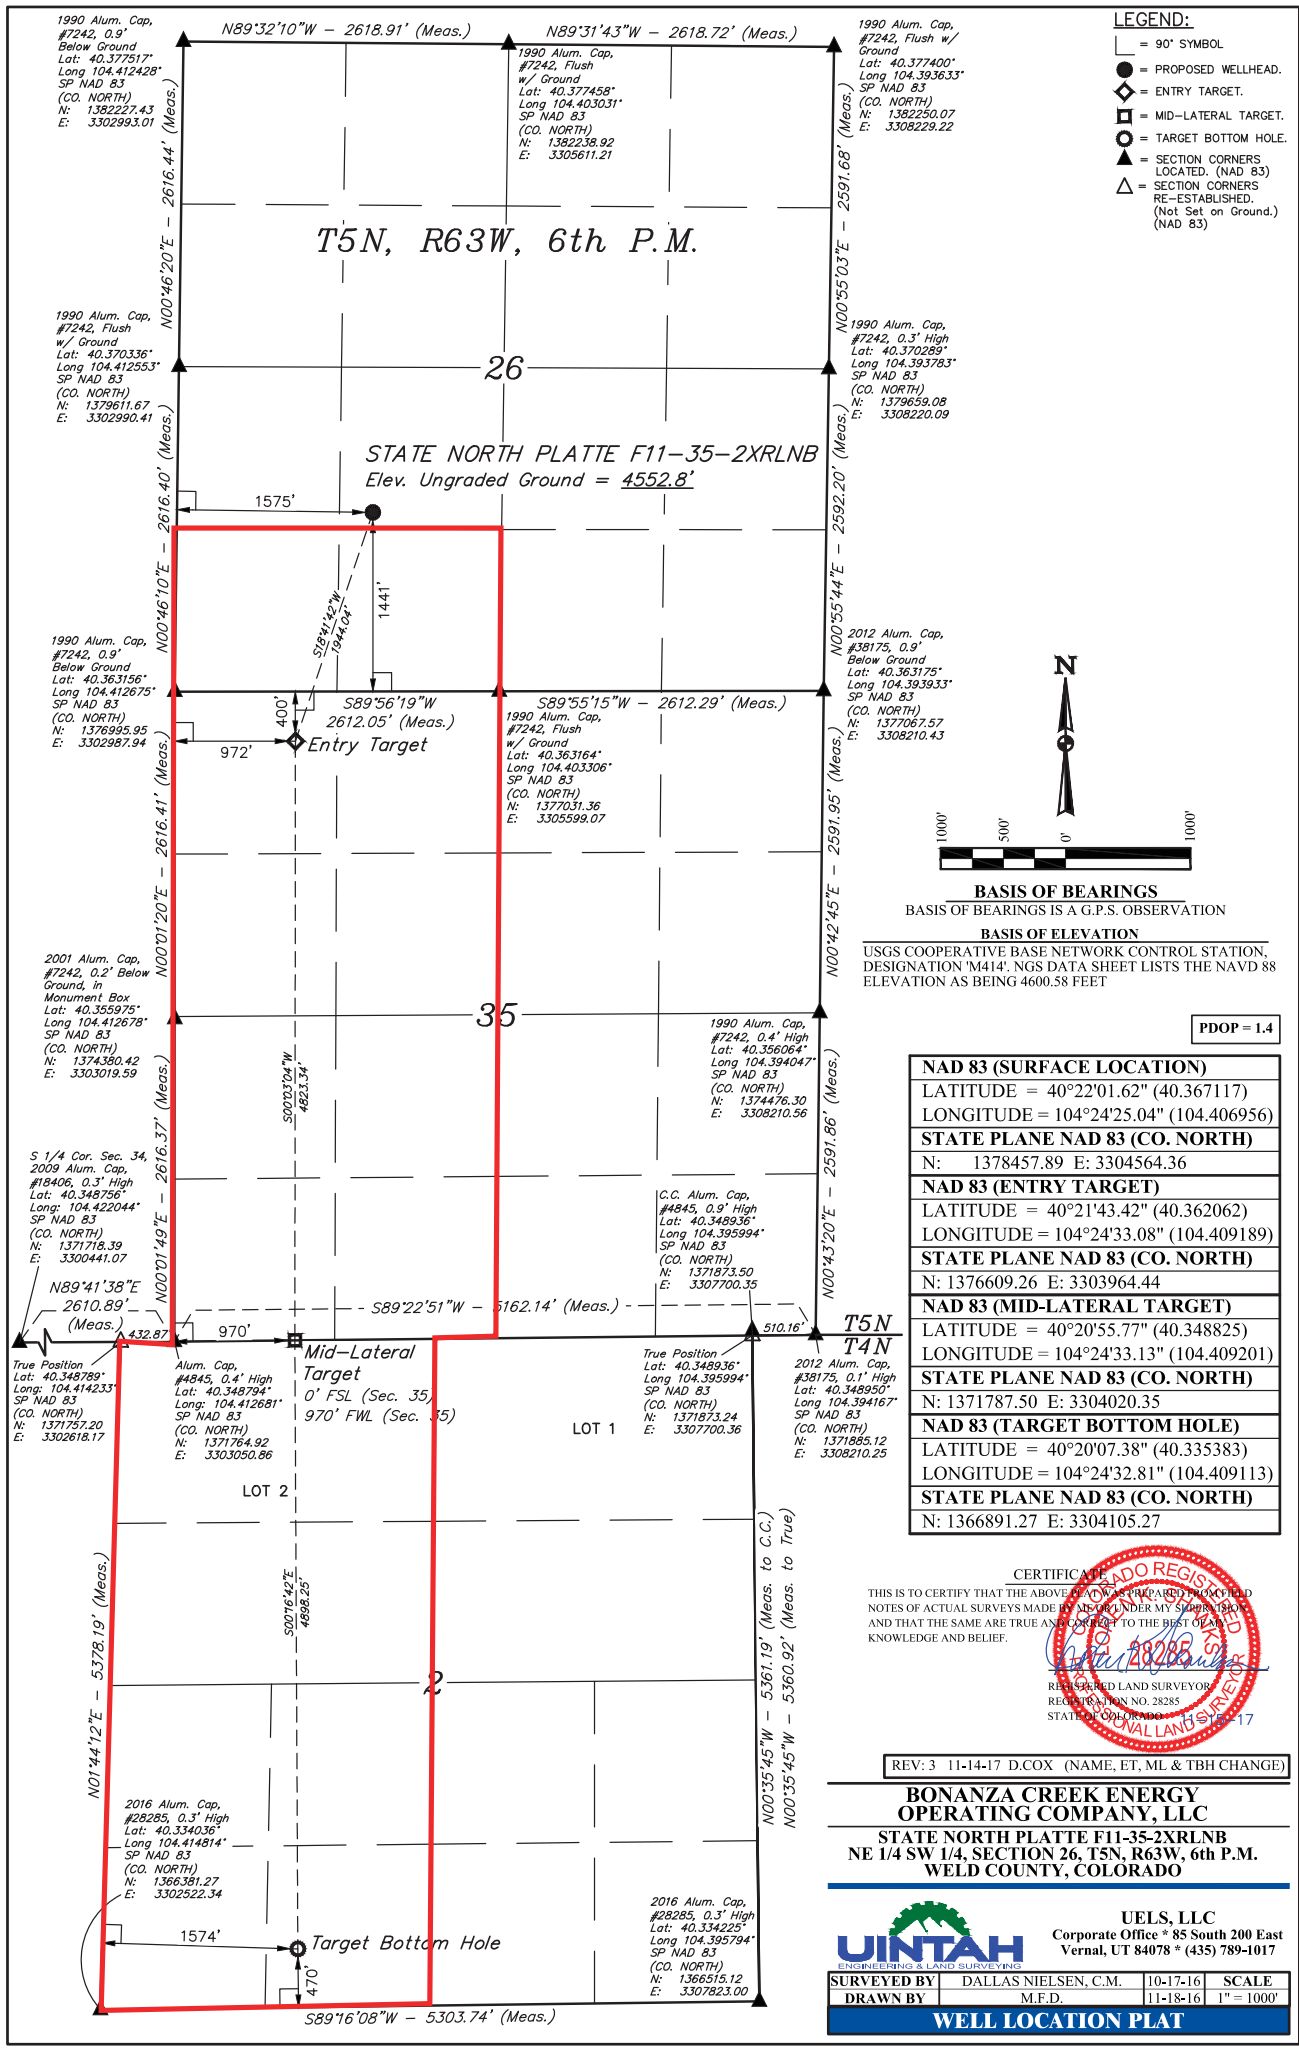 1990 Alum. Cap,
#7242, 0.9'
Below Ground
Lat: 40.377517°
Long 104.412428°
SP NAD 83
(CO. NORTH)
N: 1382227.43
E: 3302993.01
N89°32'10"W - 2618.91' (Meas.)
N89°31'43"W - 2618.72' (Meas.)
1990 Alum. Cap,
#7242, Flush
w/ Ground
Lat: 40.377458°
Long 104.403031°
SP NAD 83
(CO. NORTH)
N: 1382238.92
E: 3305611.21
1990 Alum. Cap,
#7242, Flush w/
Ground
Lat: 40.377400°
Long 104.393633°
SP NAD 83
(CO. NORTH)
N: 1382250.07
E: 3308229.22
LEGEND:
= 90° SYMBOL
= PROPOSED WELLHEAD.
= ENTRY TARGET.
= MID-LATERAL TARGET.
= TARGET BOTTOM HOLE.
= SECTION CORNERS
LOCATED. (NAD 83)
= SECTION CORNERS
RE-ESTABLISHED.
(Not Set on Ground.)
(NAD 83)
N00°46'20"E - 2616.44' (Meas.)
N00°55'03"E - 2591.68' (Meas.)
T5N, R63W, 6th P.M.
1990 Alum. Cap,
#7242, Flush
w/ Ground
Lat: 40.370336°
Long 104.412553°
SP NAD 83
(CO. NORTH)
N: 1379611.67
E: 3302990.41
26
1990 Alum. Cap,
#7242, 0.3' High
Lat: 40.370289°
Long 104.393783°
SP NAD 83
(CO. NORTH)
N: 1379659.08
E: 3308220.09
STATE NORTH PLATTE F11-35-2XRLNB
Elev. Ungraded Ground = 4552.8'
1575'
N00°46'10"E - 2616.40' (Meas.)
N00°55'44"E - 2592.20' (Meas.)
S18°41'42"W
1944.04'
1441'
1990 Alum. Cap,
#7242, 0.9'
Below Ground
Lat: 40.363156°
Long 104.412675°
SP NAD 83
(CO. NORTH)
N: 1376995.95
E: 3302987.94
400'
S89°56'19"W
2612.05' (Meas.)
S89°55'15"W - 2612.29' (Meas.)
972'
Entry Target
1990 Alum. Cap,
#7242, Flush
w/ Ground
Lat: 40.363164°
Long 104.403306°
SP NAD 83
(CO. NORTH)
N: 1377031.36
E: 3305599.07
2012 Alum. Cap,
#38175, 0.9'
Below Ground
Lat: 40.363175°
Long 104.393933°
SP NAD 83
(CO. NORTH)
N: 1377067.57
E: 3308210.43
N
1000'
500'
0'
1000'
BASIS OF BEARINGS
BASIS OF BEARINGS IS A G.P.S. OBSERVATION
BASIS OF ELEVATION
USGS COOPERATIVE BASE NETWORK CONTROL STATION,
DESIGNATION 'M414'. NGS DATA SHEET LISTS THE NAVD 88
ELEVATION AS BEING 4600.58 FEET
N00°01'20"E - 2616.41' (Meas.)
N00°42'45"E - 2591.95' (Meas.)
2001 Alum. Cap,
#7242, 0.2' Below
Ground, in
Monument Box
Lat: 40.355975°
Long 104.412678°
SP NAD 83
(CO. NORTH)
N: 1374380.42
E: 3303019.59
35
1990 Alum. Cap,
#7242, 0.4' High
Lat: 40.356064°
Long 104.394047°
SP NAD 83
(CO. NORTH)
N: 1374476.30
E: 3308210.56
S00°03'04"W
4823.34'
N00°01'49"E - 2616.37' (Meas.)
N00°43'20"E - 2591.86' (Meas.)
PDOP = 1.4
NAD 83 (SURFACE LOCATION)
LATITUDE = 40°22'01.62" (40.367117)
LONGITUDE = 104°24'25.04" (104.406956)
STATE PLANE NAD 83 (CO. NORTH)
N: 1378457.89 E: 3304564.36
NAD 83 (ENTRY TARGET)
LATITUDE = 40°21'43.42" (40.362062)
LONGITUDE = 104°24'33.08" (104.409189)
STATE PLANE NAD 83 (CO. NORTH)
N: 1376609.26 E: 3303964.44
NAD 83 (MID-LATERAL TARGET)
LATITUDE = 40°20'55.77" (40.348825)
LONGITUDE = 104°24'33.13" (104.409201)
STATE PLANE NAD 83 (CO. NORTH)
N: 1371787.50 E: 3304020.35
NAD 83 (TARGET BOTTOM HOLE)
LATITUDE = 40°20'07.38" (40.335383)
LONGITUDE = 104°24'32.81" (104.409113)
STATE PLANE NAD 83 (CO. NORTH)
N: 1366891.27 E: 3304105.27
S 1/4 Cor. Sec. 34,
2009 Alum. Cap,
#18406, 0.3' High
Lat: 40.348756°
Long: 104.422044°
SP NAD 83
(CO. NORTH)
N: 1371718.39
E: 3300441.07
C.C. Alum. Cap,
#4845, 0.9' High
Lat: 40.348936°
Long 104.395994°
SP NAD 83
(CO. NORTH)
N: 1371873.50
E: 3307700.35
N89°41'38"E
2610.89'
(Meas.)
S89°22'51"W - 5162.14' (Meas.)
432.87'
970'
510.16'
T5N
T4N
Mid-Lateral
Target
0' FSL (Sec. 35)
970' FWL (Sec. 35)
True Position
Lat: 40.348789°
Long: 104.414233°
SP NAD 83
(CO. NORTH)
N: 1371757.20
E: 3302618.17
Alum. Cap,
#4845, 0.4' High
Lat: 40.348794°
Long: 104.412681°
SP NAD 83
(CO. NORTH)
N: 1371764.92
E: 3303050.86
True Position
Lat: 40.348936°
Long: 104.395994°
SP NAD 83
(CO. NORTH)
N: 1371873.24
E: 3307700.36
2012 Alum. Cap,
#38175, 0.1' High
Lat: 40.348950°
Long 104.394167°
SP NAD 83
(CO. NORTH)
N: 1371885.12
E: 3308210.25
LOT 1
LOT 2
N01°44'12"E - 5378.19' (Meas.)
S00°16'42"E
4898.25'
N00°35'45"W - 5361.19' (Meas. to C.C.)
N00°35'45"W - 5360.92' (Meas. to True)
2
CERTIFICATE
THIS IS TO CERTIFY THAT THE ABOVE PLAT WAS PREPARED FROM FIELD
NOTES OF ACTUAL SURVEYS MADE BY ME OR UNDER MY SUPERVISION
AND THAT THE SAME ARE TRUE AND CORRECT TO THE BEST OF MY
KNOWLEDGE AND BELIEF.
COLORADO REGISTERED
LOREN K. SHANKS
28285
PROFESSIONAL LAND SURVEYOR
REGISTERED LAND SURVEYOR
REGISTRATION NO. 28285
STATE OF COLORADO
11-15-17
REV: 3 11-14-17 D.COX (NAME, ET, ML & TBH CHANGE)
BONANZA CREEK ENERGY
OPERATING COMPANY, LLC
STATE NORTH PLATTE F11-35-2XRLNB
NE 1/4 SW 1/4, SECTION 26, T5N, R63W, 6th P.M.
WELD COUNTY, COLORADO
2016 Alum. Cap,
#28285, 0.3' High
Lat: 40.334036°
Long 104.414814°
SP NAD 83
(CO. NORTH)
N: 1366381.27
E: 3302522.34
1574'
Target Bottom Hole
470'
S89°16'08"W - 5303.74' (Meas.)
2016 Alum. Cap,
#28285, 0.3' High
Lat: 40.334225°
Long: 104.395794°
SP NAD 83
(CO. NORTH)
N: 1366515.12
E: 3307823.00
UINTAH
ENGINEERING & LAND SURVEYING
UELS, LLC
Corporate Office * 85 South 200 East
Vernal, UT 84078 * (435) 789-1017
SURVEYED BY DALLAS NIELSEN, C.M. 10-17-16 SCALE
DRAWN BY M.F.D. 11-18-16 1" = 1000'
WELL LOCATION PLAT